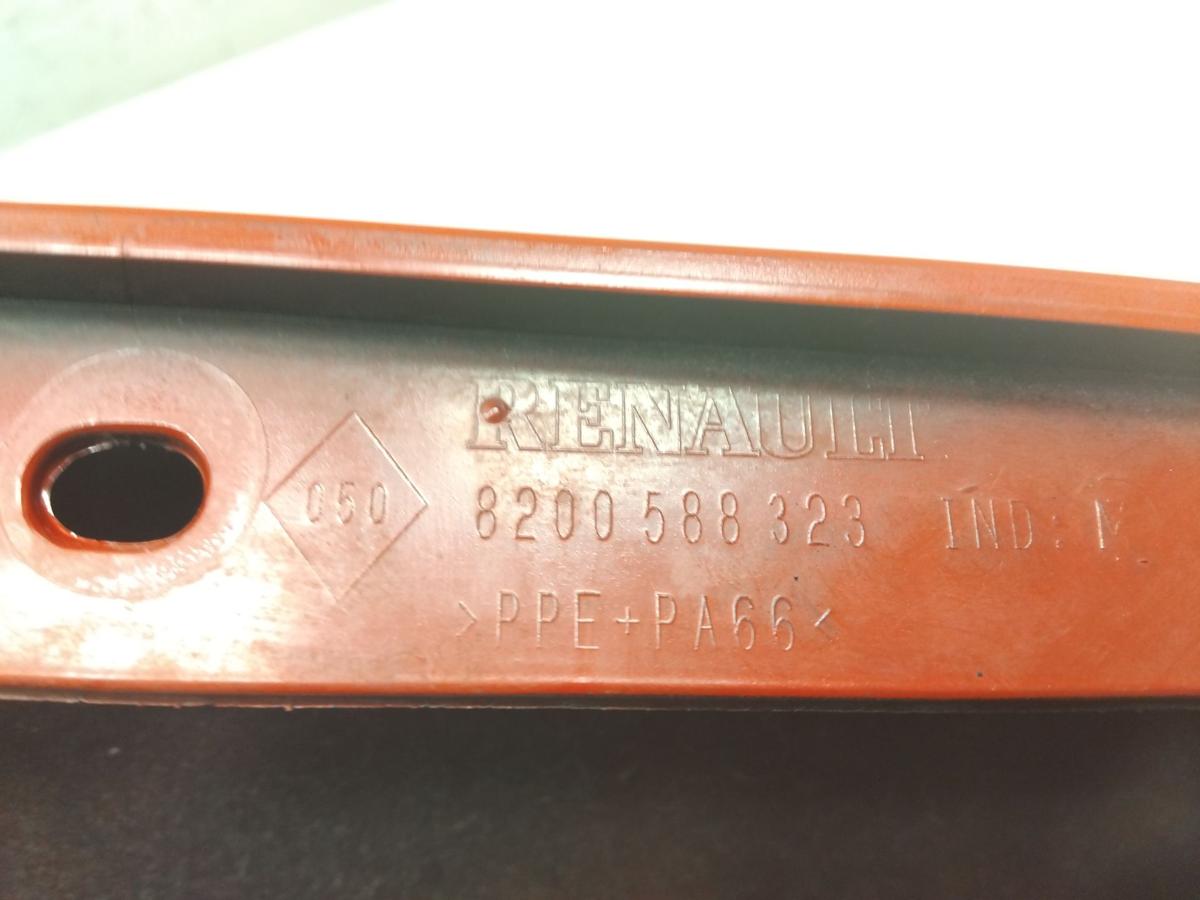 RENAULT
050
8200 588 323 IND: M
>PPE+PA66<